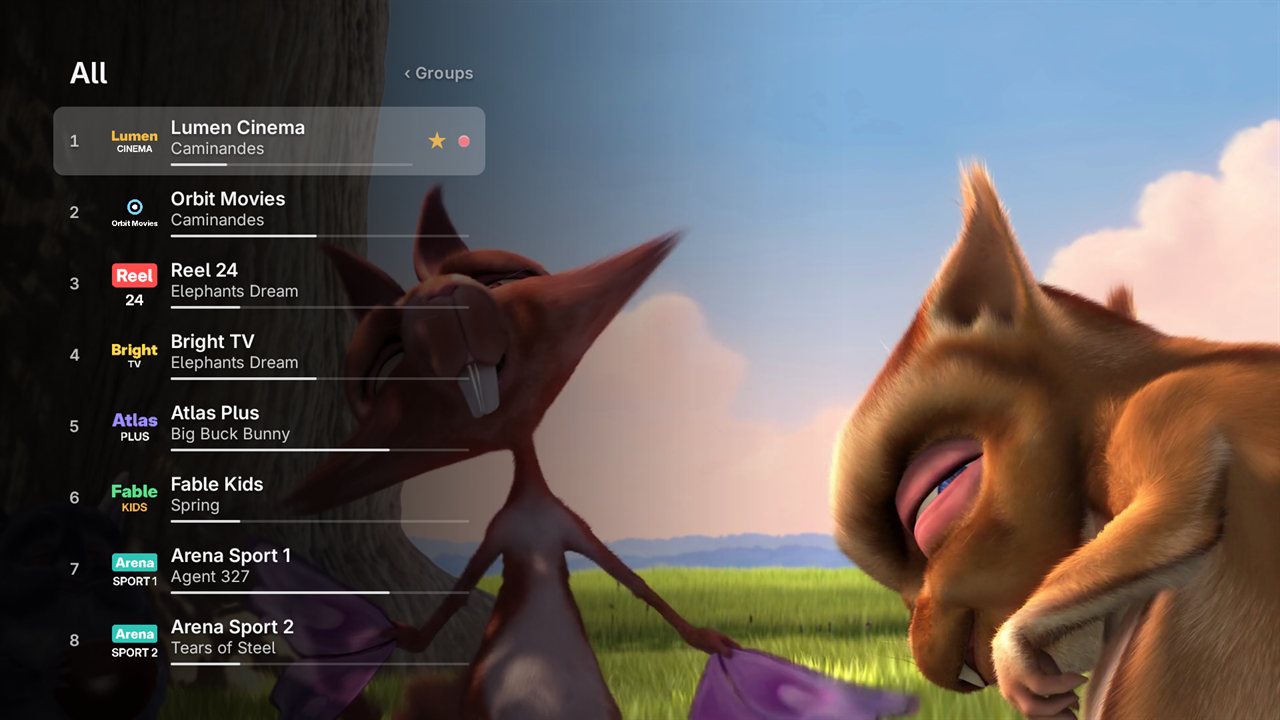 All
‹ Groups
1
Lumen
CINEMA
Lumen Cinema
Caminandes
2
Orbit Movies
Orbit Movies
Caminandes
3
Reel
24
Reel 24
Elephants Dream
4
Bright
TV
Bright TV
Elephants Dream
5
Atlas
PLUS
Atlas Plus
Big Buck Bunny
6
Fable
KIDS
Fable Kids
Spring
7
Arena
SPORT 1
Arena Sport 1
Agent 327
8
Arena
SPORT 2
Arena Sport 2
Tears of Steel